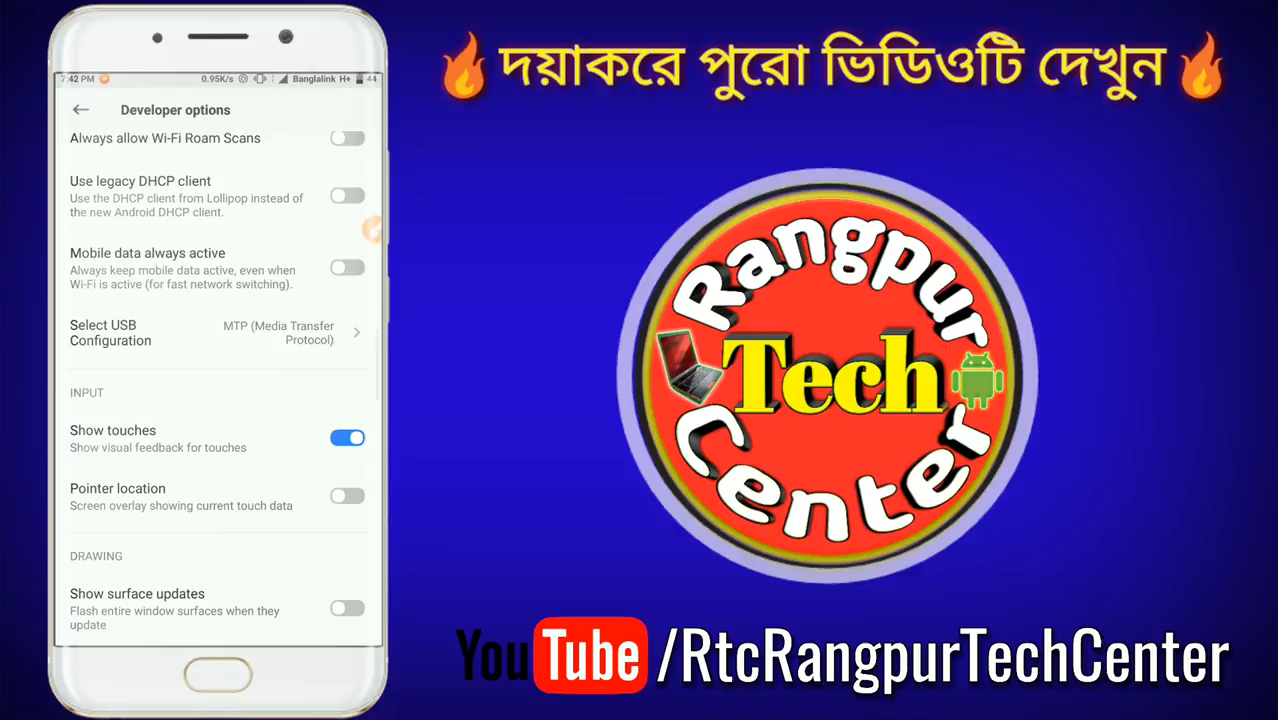 7:42 PM 0.95K/s Banglalink H+ 44
Developer options
Always allow Wi-Fi Roam Scans
Use legacy DHCP client
Use the DHCP client from Lollipop instead of
the new Android DHCP client.
Mobile data always active
Always keep mobile data active, even when
Wi-Fi is active (for fast network switching).
Select USB
Configuration
MTP (Media Transfer
Protocol)
INPUT
Show touches
Show visual feedback for touches
Pointer location
Screen overlay showing current touch data
DRAWING
Show surface updates
Flash entire window surfaces when they
update
🔥দয়াকরে পুরো ভিডিওটি দেখুন🔥
Rangpur
Tech
Center
YouTube /RtcRangpurTechCenter